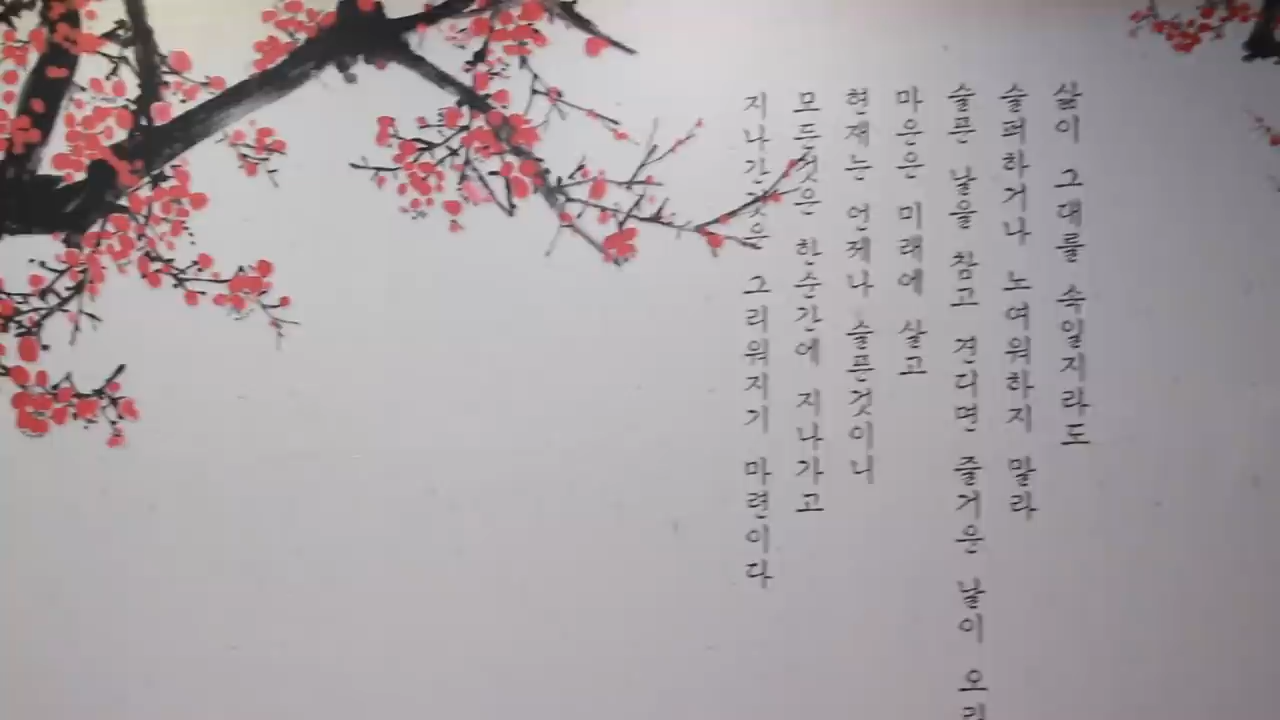 삶이 그대를 속일지라도
슬퍼하거나 노여워하지 말라
슬픈 날을 참고 견디면 즐거운 날이 오리
마음은 미래에 살고
현재는 언제나 슬픈것이니
모든것은 한순간에 지나가고
지나간것은 그리워지기 마련이다